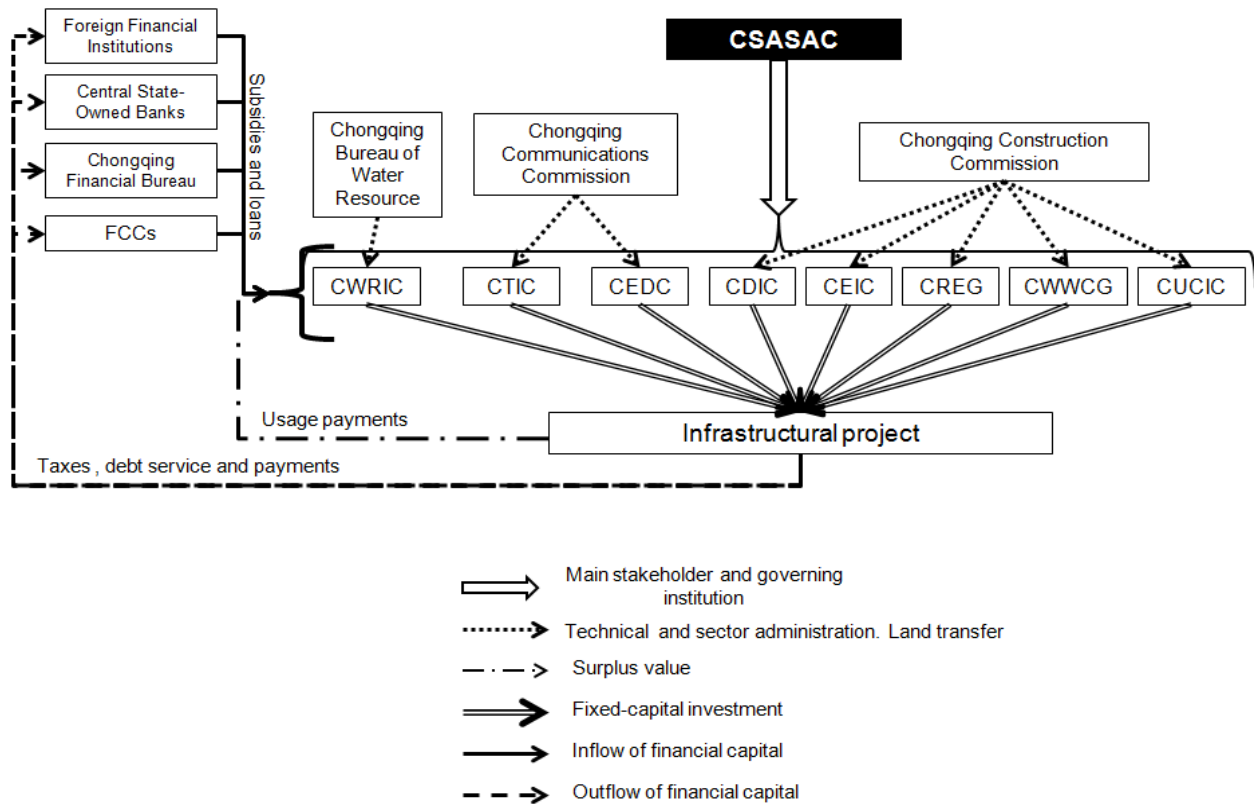 Foreign Financial
Institutions
Central State-
Owned Banks
Chongqing
Financial Bureau
FCCs
Subsidies and loans
CSASAC
Chongqing
Bureau of
Water
Resource
Chongqing
Communications
Commission
Chongqing Construction
Commission
CWRIC
CTIC
CEDC
CDIC
CEIC
CREG
CWWCG
CUCIC
Usage payments
Infrastructural project
Taxes , debt service and payments
Main stakeholder and governing
institution
Technical and sector administration. Land transfer
Surplus value
Fixed-capital investment
Inflow of financial capital
Outflow of financial capital